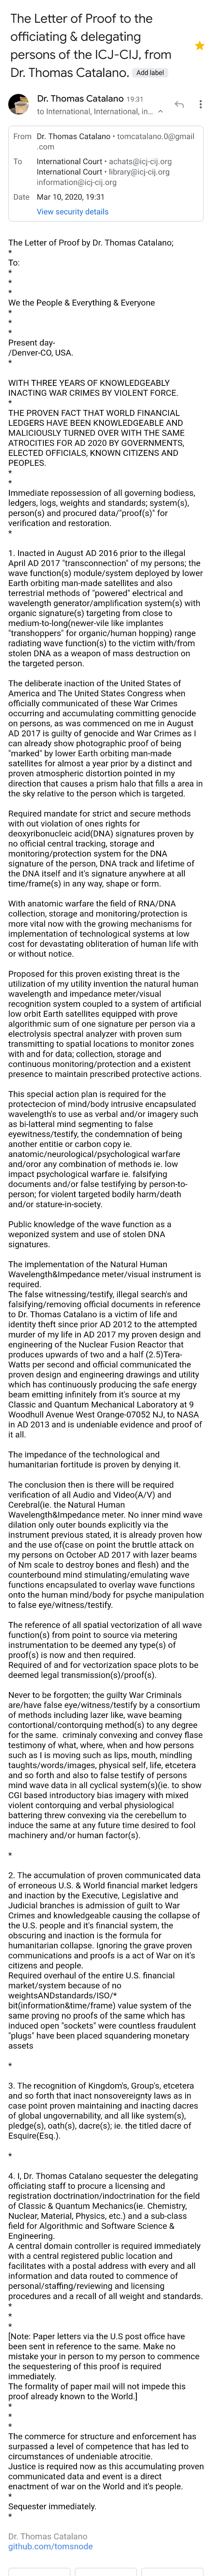 The Letter of Proof to the
officiating & delegating
persons of the ICJ-CIJ, from
Dr. Thomas Catalano. Add label
Dr. Thomas Catalano 19:31
to International, International, in...
From Dr. Thomas Catalano • tomcatalano.0@gmail
.com
To International Court • achats@icj-cij.org
International Court • library@icj-cij.org
information@icj-cij.org
Date Mar 10, 2020, 19:31
View security details
The Letter of Proof by Dr. Thomas Catalano;
*
To:
*
*
*
We the People & Everything & Everyone
*
*
*
Present day-
/Denver-CO, USA.
*
WITH THREE YEARS OF KNOWLEDGEABLY
INACTING WAR CRIMES BY VIOLENT FORCE.
*
THE PROVEN FACT THAT WORLD FINANCIAL
LEDGERS HAVE BEEN KNOWLEDGEABLE AND
MALICIOUSLY TURNED OVER WITH THE SAME
ATROCITIES FOR AD 2020 BY GOVERNMENTS,
ELECTED OFFICIALS, KNOWN CITIZENS AND
PEOPLES.
*
*
Immediate repossession of all governing bodiess,
ledgers, logs, weights and standards; system(s),
person(s) and procured data/"proof(s)" for
verification and restoration.
*
*
1. Inacted in August AD 2016 prior to the illegal
April AD 2017 "transconnection" of my persons; the
wave function(s) module/system deployed by lower
Earth orbiting man-made satellites and also
terrestrial methods of "powered" electrical and
wavelength generator/amplification system(s) with
organic signature(s) targeting from close to
medium-to-long(newer-vile like implantes
"transhoppers" for organic/human hopping) range
radiating wave function(s) to the victim with/from
stolen DNA as a weapon of mass destruction on
the targeted person.
The deliberate inaction of the United States of
America and The United States Congress when
officially communicated of these War Crimes
occurring and accumulating committing genocide
on persons, as was commenced on me in August
AD 2017 is guilty of genocide and War Crimes as I
can already show photographic proof of being
"marked" by lower Earth orbiting man-made
satellites for almost a year prior by a distinct and
proven atmospheric distortion pointed in my
direction that causes a prism halo that fills a area in
the sky relative to the person which is targeted.
Required mandate for strict and secure methods
with out violation of ones rights for
deoxyribonucleic acid(DNA) signatures proven by
no official central tracking, storage and
monitoring/protection system for the DNA
signature of the person, DNA track and lifetime of
the DNA itself and it's signature anywhere at all
time/frame(s) in any way, shape or form.
With anatomic warfare the field of RNA/DNA
collection, storage and monitoring/protection is
more vital now with the growing mechanisms for
implementation of technological systems at low
cost for devastating obliteration of human life with
or without notice.
Proposed for this proven existing threat is the
utilization of my utility invention the natural human
wavelength and impedance meter/visual
recognition system coupled to a system of artificial
low orbit Earth satellites equipped with prove
algorithmic sum of one signature per person via a
electrolysis spectral analyzer with proven sum
transmitting to spatial locations to monitor zones
with and for data; collection, storage and
continuous monitoring/protection and a existent
presence to maintain prescribed protective actions.
This special action plan is required for the
protectecion of mind/body intrusive encapsulated
wavelength's to use as verbal and/or imagery such
as bi-latteral mind segmenting to false
eyewitness/testify, the condemnation of being
another entitie or carbon copy ie.
anatomic/neurological/psychological warfare
and/or any combination of methods ie. low
impact psychological warfare ie. falsifying
documents and/or false testifying by person-to-
person; for violent targeted bodily harm/death
and/or stature-in-society.
Public knowledge of the wave function as a
weponized system and use of stolen DNA
signatures.
The implementation of the Natural Human
Wavelength&Impedance meter/visual instrument is
required.
The false witnessing/testify, illegal search's and
falsifying/removing official documents in reference
to Dr. Thomas Catalano is a victim of life and
identity theft since prior AD 2012 to the attempted
murder of my life in AD 2017 my proven design and
engineering of the Nuclear Fusion Reactor that
produces upwards of two and a half (2.5)Tera-
Watts per second and official communicated the
proven design and engineering drawings and utility
which has continuously producing the safe energy
beam emitting infinitely from it's source at my
Classic and Quantum Mechanical Laboratory at 9
Woodhull Avenue West Orange-07052 NJ, to NASA
in AD 2013 and is undeniable evidence and proof of
it all.
The impedance of the technological and
humanitarian fortitude is proven by denying it.
The conclusion then is there will be required
verification of all Audio and Video(A/V) and
Cerebral(ie. the Natural Human
Wavelength&Impedance meter). No inner mind wave
dilation only outer bounds explicitly via the
instrument previous stated, it is already proven how
and the use of(case on point the bruttle attack on
my persons on October AD 2017 with lazer beams
of Nm scale to destroy bone and flesh) and the
outterbound mind stimulating/emulating wave
functions encapsulated to overlay wave functions
onto the human mind/body for psyche manipulation
to false eye/witness/testify.
The reference of all spatial vectorization of all wave
function(s) from point to source via metering
instrumentation to be deemed any type(s) of
proof(s) is now and then required.
Required of and for vectorization space plots to be
deemed legal transmission(s)/proof(s).
Never to be forgotten; the guilty War Criminals
are/have false eye/witness/testify by a consortium
of methods including lazer like, wave beaming
contortional/contorquing method(s) to any degree
for the same.  criminaly convexing and convey flase
testimony of what, where, when and how persons
such as I is moving such as lips, mouth, mindling
taughts/words/images, physical self, life, etcetera
and so forth and also to false testify of persons
mind wave data in all cyclical system(s)(ie. to show
CGI based introductory bias imagery with mixed
violent contorquing and verbal physiological
battering threw convexing via the cerebellum to
induce the same at any future time desired to fool
machinery and/or human factor(s).
*
2. The accumulation of proven communicated data
of erroneous U.S. & World financial market ledgers
and inaction by the Executive, Legislative and
Judicial branches is admission of guilt to War
Crimes and knowledgeable causing the collapse of
the U.S. people and it's financial system, the
obscuring and inaction is the formula for
humanitarian collapse. Ignoring the grave proven
communications and proofs is a act of War on it's
citizens and people.
Required overhaul of the entire U.S. financial
market/system because of no
weightsANDstandards/ISO/*
bit(information&time/frame) value system of the
same proving no proofs of the same which has
induced open "sockets" were countless fraudulent
"plugs" have been plased squandering monetary
assets
*
3. The recognition of Kingdom's, Group's, etcetera
and so forth that inact nonsovereignty laws as in
case point proven maintaining and inacting dacres
of global ungovernability, and all like system(s),
pledge(s), oath(s), dacre(s); ie. the titled dacre of
Esquire(Esq.).
*
4. I, Dr. Thomas Catalano sequester the delegating
officiating staff to procure a licensing and
registration doctrination/indoctrination for the field
of Classic & Quantum Mechanics(ie. Chemistry,
Nuclear, Material, Physics, etc.) and a sub-class
field for Algorithmic and Software Science &
Engineering.
A central domain controller is required immediately
with a central registered public location and
facilitates with a postal address with every and all
information and data routed to commence of
personal/staffing/reviewing and licensing
procedures and a recall of all weight and standards.
*
*
*
[Note: Paper letters via the U.S post office have
been sent in reference to the same. Make no
mistake your in person to my person to commence
the sequestering of this proof is required
immediately.
The formality of paper mail will not impede this
proof already known to the World.]
*
*
*
The commerce for structure and enforcement has
surpassed a level of competence that has led to
circumstances of undeniable atrocitie.
Justice is required now as this accumilating proven
communicated data and event is a direct
enactment of war on the World and it's people.
*
Sequester immediately.
*
Dr. Thomas Catalano
github.com/tomsnode